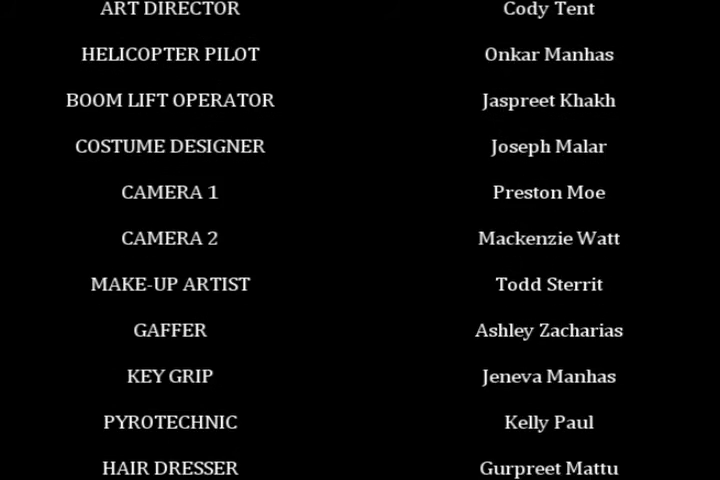 ART DIRECTOR Cody Tent
HELICOPTER PILOT Onkar Manhas
BOOM LIFT OPERATOR Jaspreet Khakh
COSTUME DESIGNER Joseph Malar
CAMERA 1 Preston Moe
CAMERA 2 Mackenzie Watt
MAKE-UP ARTIST Todd Sterrit
GAFFER Ashley Zacharias
KEY GRIP Jeneva Manhas
PYROTECHNIC Kelly Paul
HAIR DRESSER Gurpreet Mattu